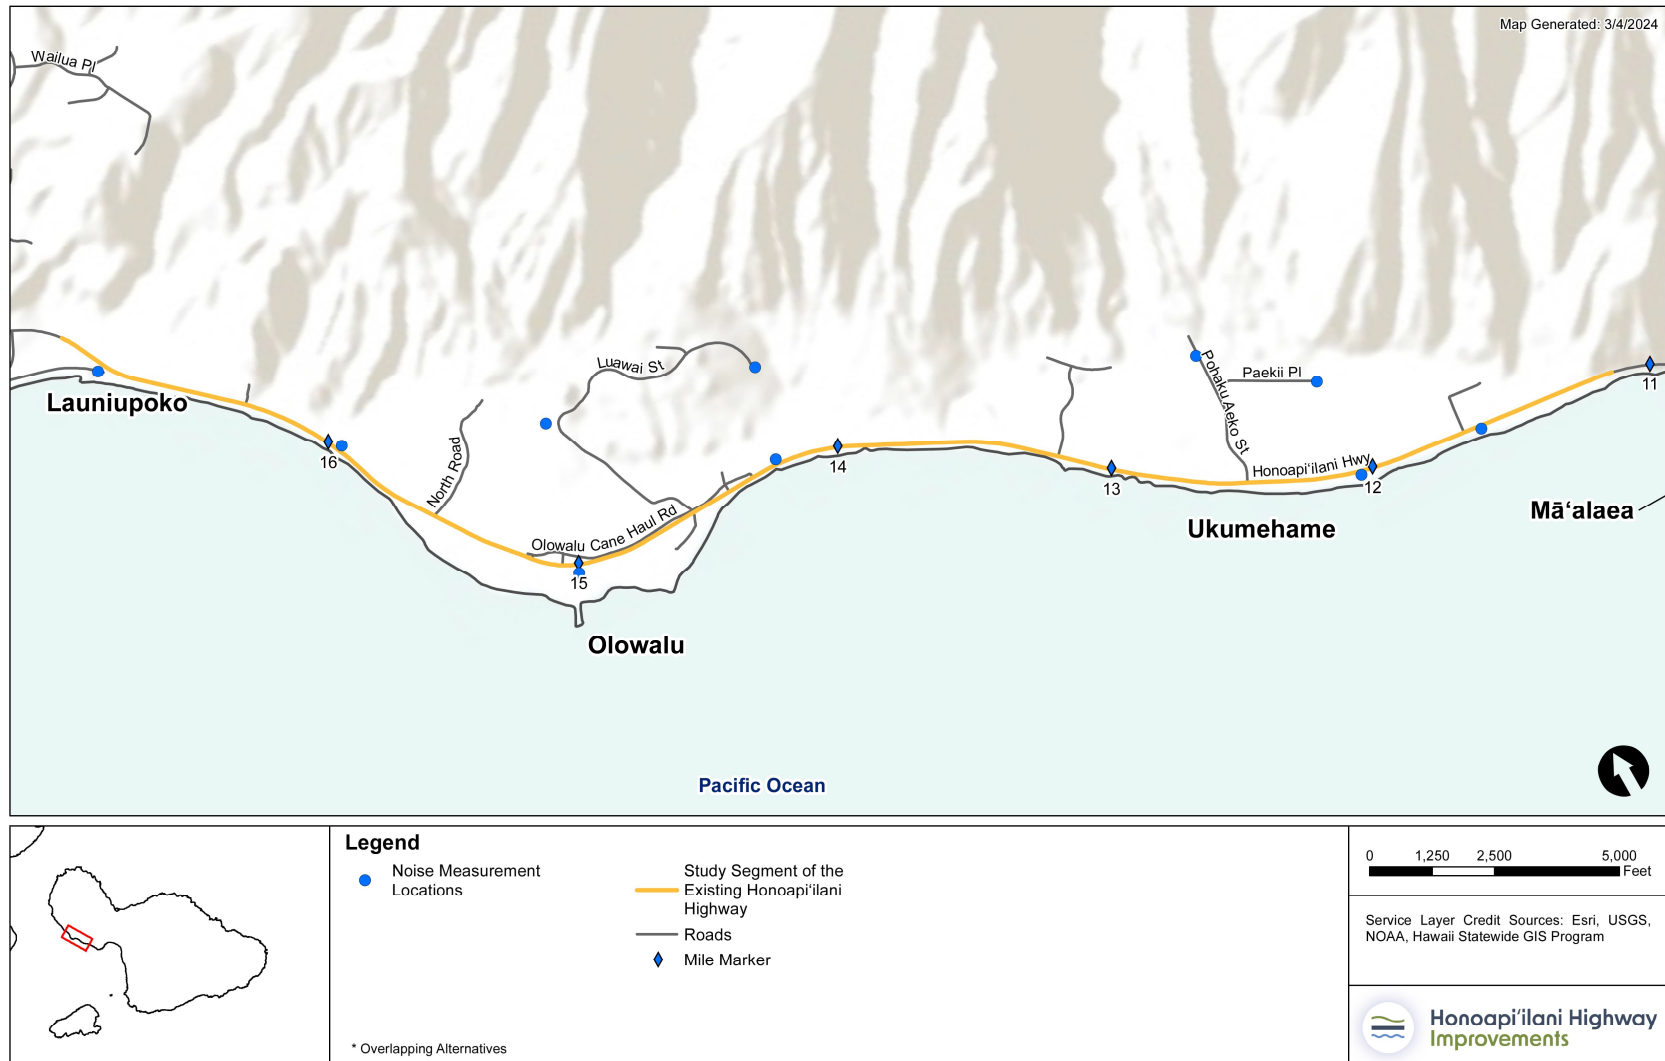 Map Generated: 3/4/2024
Wailua Pl
Luawai St
Pohaku Aeko St
Paekii Pl
11
Launiupoko
16
North Road
14
13
Honoapiʻilani Hwy
12
Māʻalaea
Olowalu Cane Haul Rd
Ukumehame
15
Olowalu
Pacific Ocean
Legend
Noise Measurement
Locations
Study Segment of the
Existing Honoapiʻilani
Highway
Roads
Mile Marker
* Overlapping Alternatives
0 1,250 2,500 5,000
Feet
Service Layer Credit Sources: Esri, USGS,
NOAA, Hawaii Statewide GIS Program
Honoapiʻilani Highway
Improvements